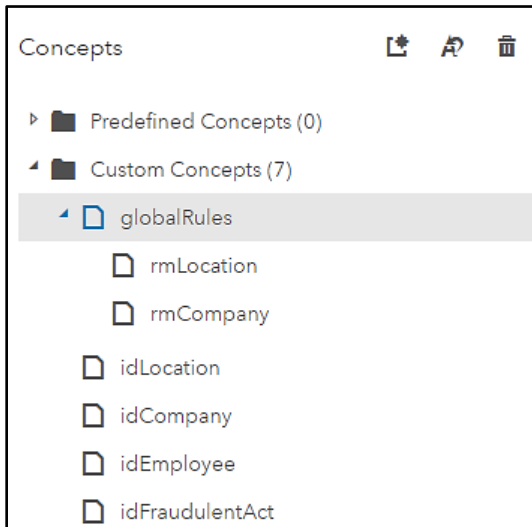 Concepts
Predefined Concepts (0)
Custom Concepts (7)
globalRules
rmLocation
rmCompany
idLocation
idCompany
idEmployee
idFraudulentAct